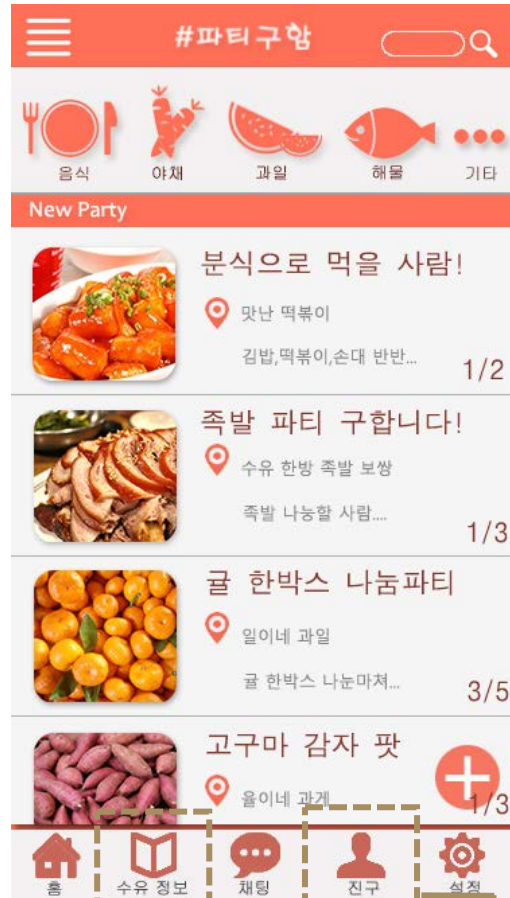 #파티구함
음식 야채 과일 해물 기타
New Party
분식으로 먹을 사람!
맛난 떡볶이
김밥,떡볶이,손대 반반...
1/2
족발 파티 구합니다!
수유 한방 족발 보쌍
족발 나눙할 사람....
1/3
귤 한박스 나눔파티
일이네 과일
귤 한박스 나눈마쳐...
3/5
고구마 감자 팟
율이네 과게
1/3
홈 수유 정보 채팅 진구 설정